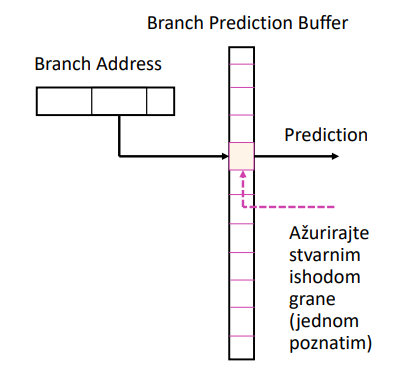 Branch Prediction Buffer
Branch Address
Prediction
Ažurirajte
stvarnim
ishodom
grane
(jednom
poznatim)